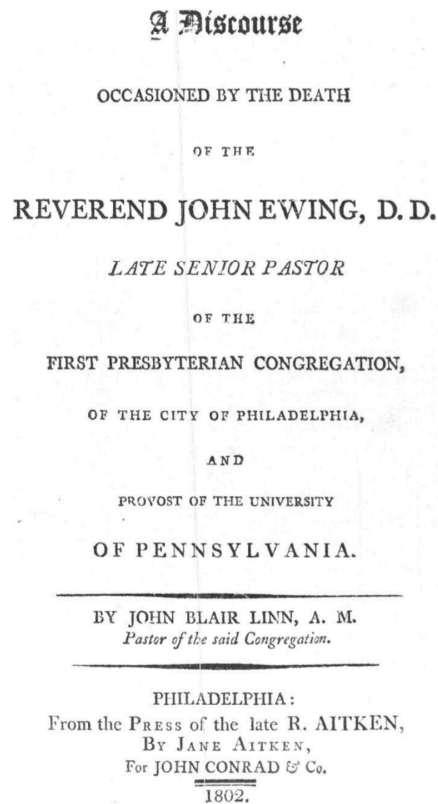 A Discourse
OCCASIONED BY THE DEATH
OF THE
REVEREND JOHN EWING, D. D.
LATE SENIOR PASTOR
OF THE
FIRST PRESBYTERIAN CONGREGATION,
OF THE CITY OF PHILADELPHIA,
AND
PROVOST OF THE UNIVERSITY
OF PENNSYLVANIA.
BY JOHN BLAIR LINN, A. M.
Pastor of the said Congregation.
PHILADELPHIA:
From the PRESS of the late R. AITKEN,
BY JANE AITKEN,
For JOHN CONRAD & Co.
1802.